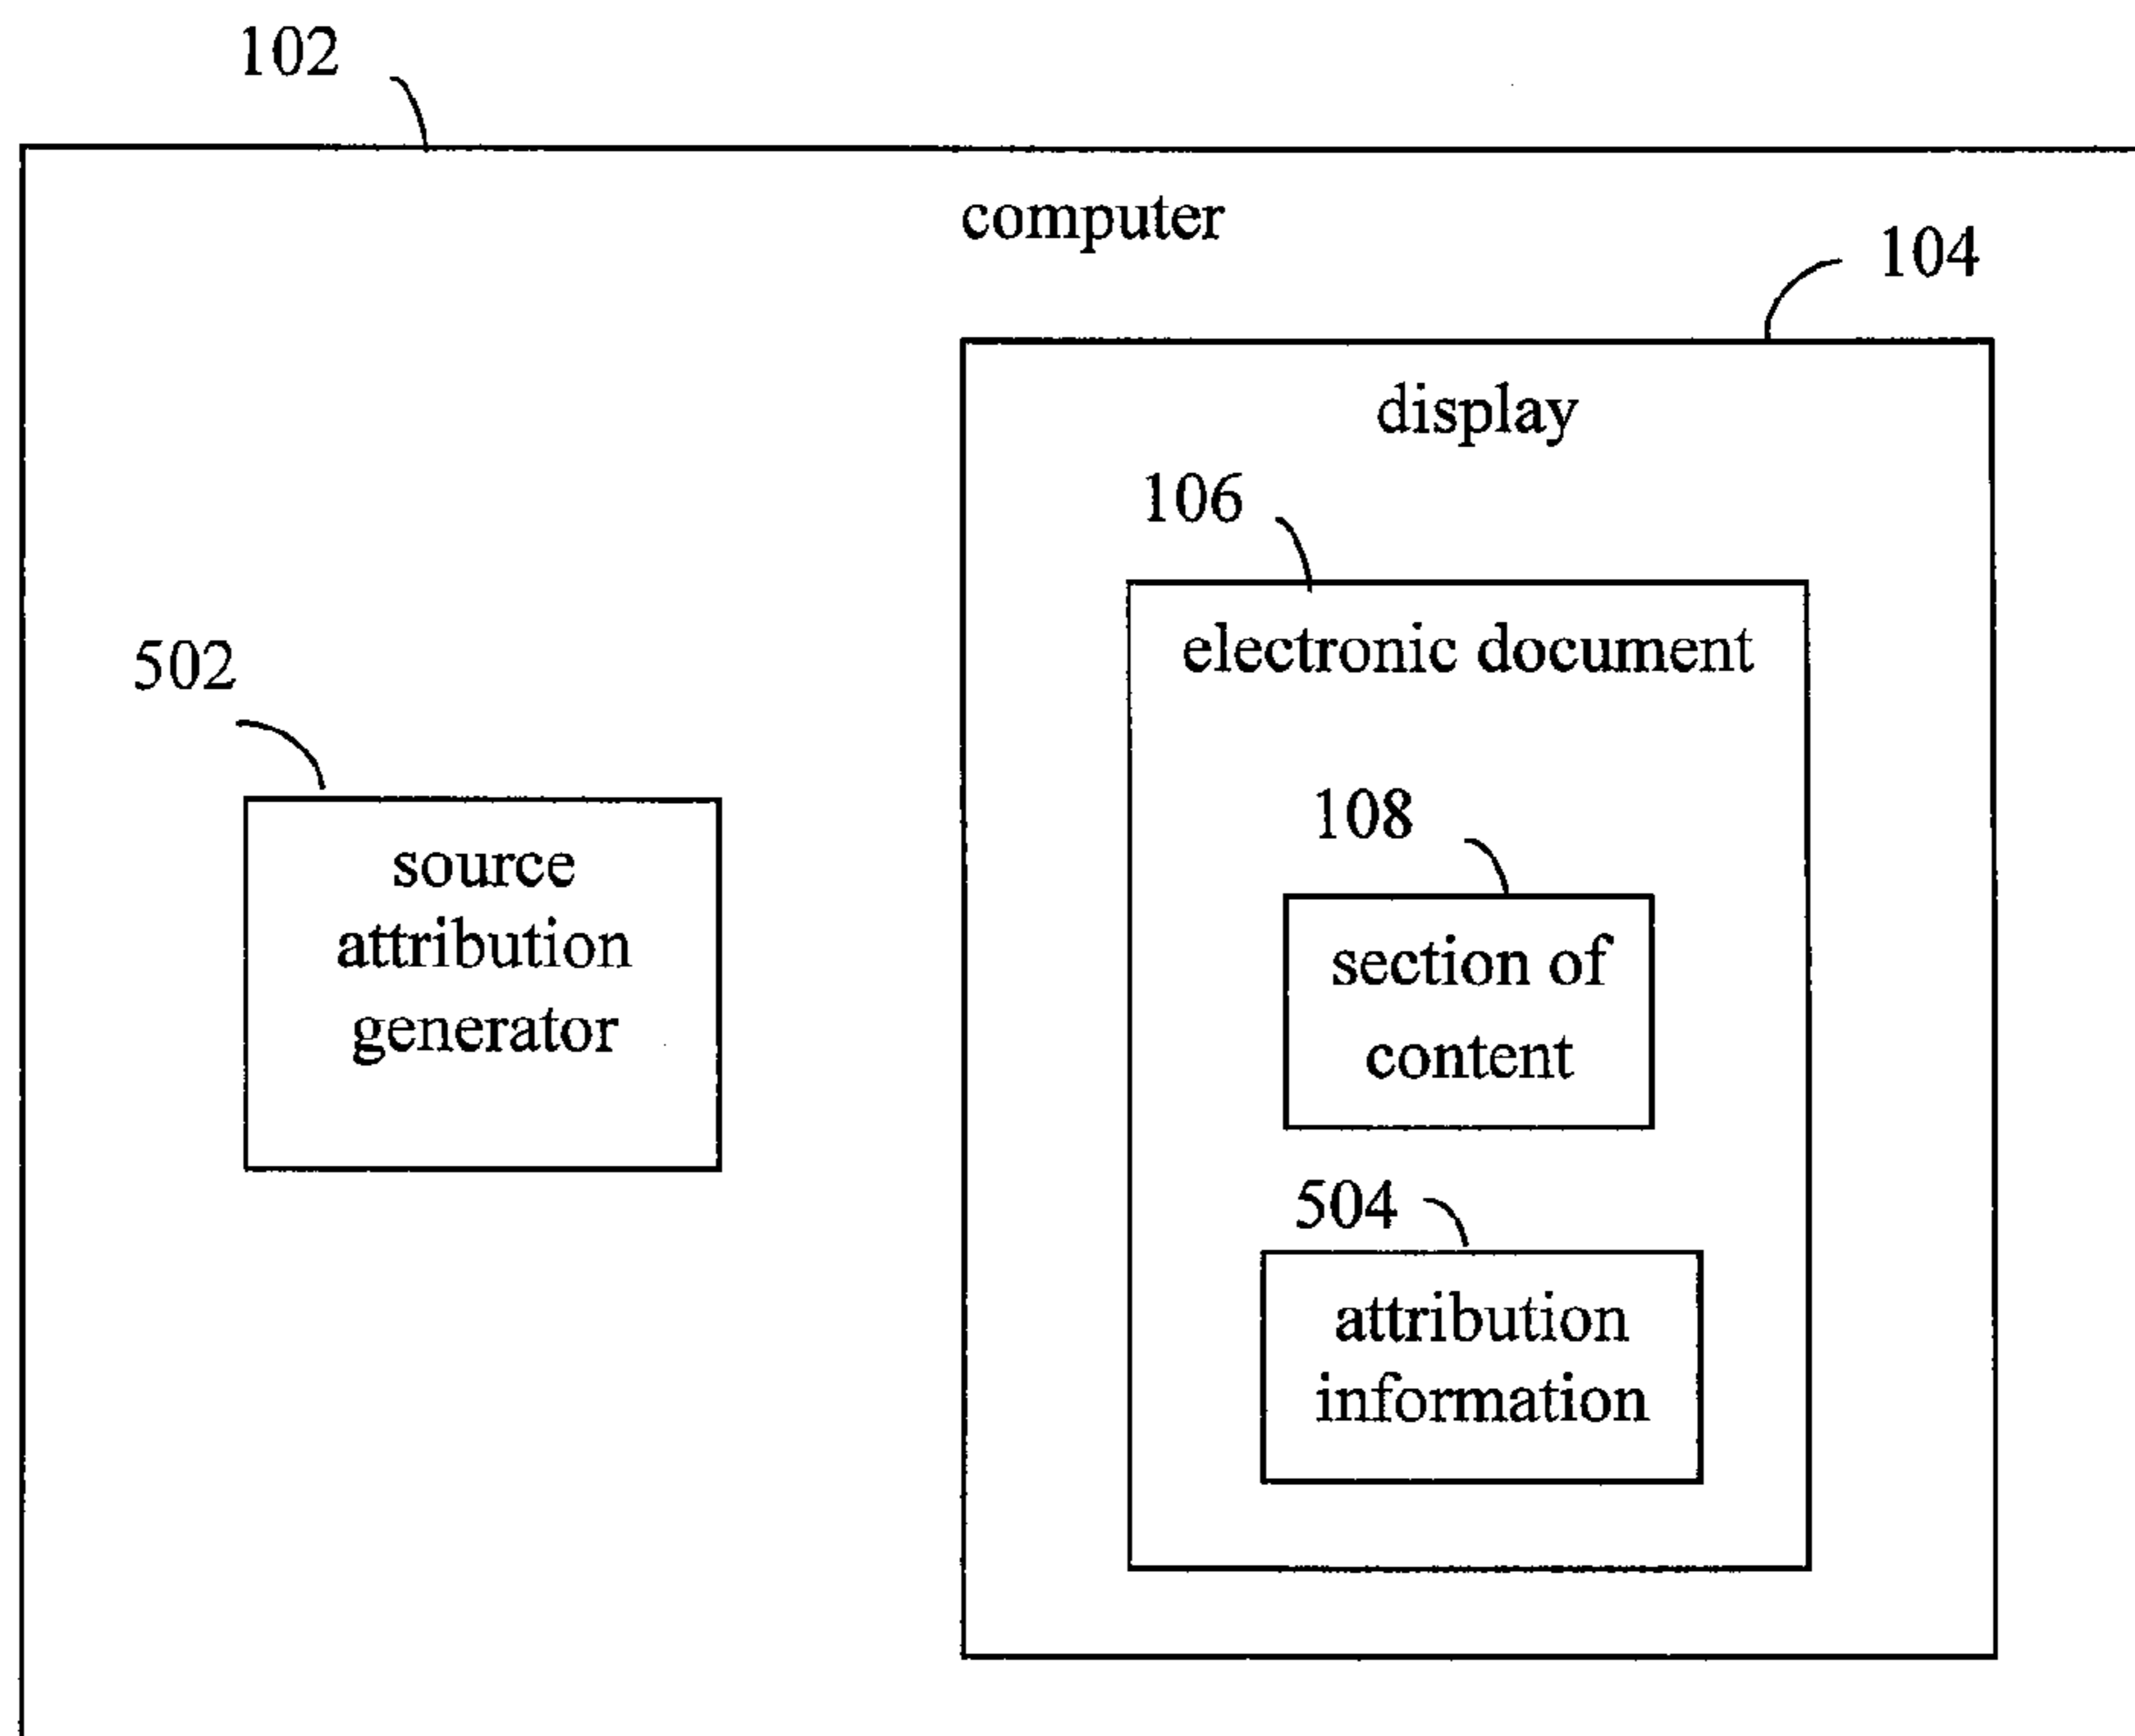 102
computer
104
display
106
electronic document
502
108
source
attribution
generator
section of
content
504
attribution
information